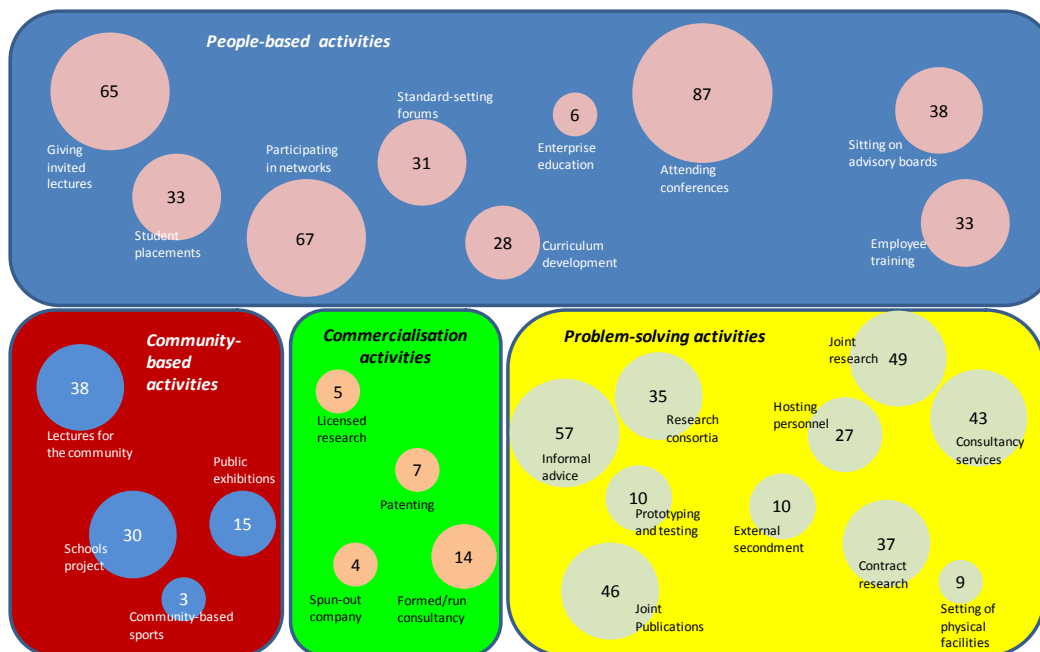 People-based activities
65
Giving
invited
lectures
33
Student
placements
Participating
in networks
67
Standard-setting
forums
31
28
Curriculum
development
6
Enterprise
education
87
Attending
conferences
38
Sitting on
advisory boards
33
Employee
training
Community-
based
activities
38
Lectures for
the community
Public
exhibitions
15
30
Schools
project
3
Community-based
sports
Commercialisation
activities
5
Licensed
research
7
Patenting
4
Spun-out
company
14
Formed/run
consultancy
Problem-solving activities
57
Informal
advice
35
Research
consortia
10
Prototyping
and testing
46
Joint
Publications
Joint
research
49
Hosting
personnel
27
43
Consultancy
services
10
External
secondment
37
Contract
research
9
Setting of
physical
facilities